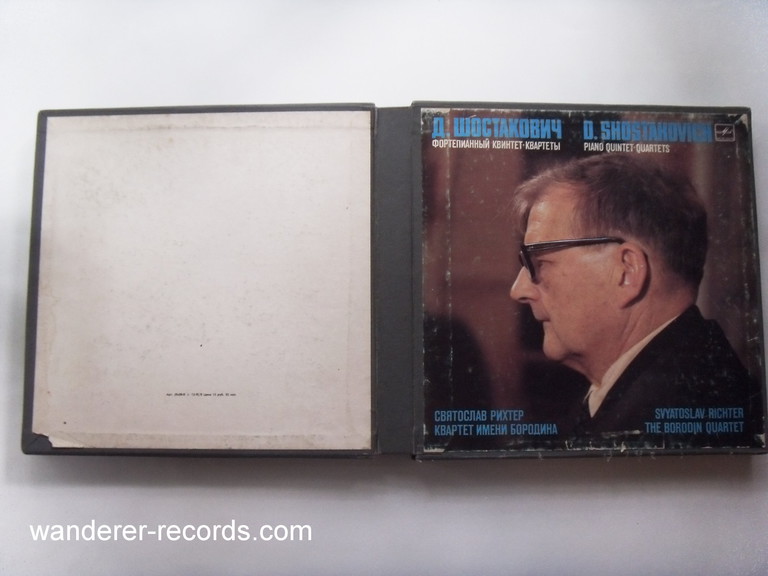 Д. ШОСТАКОВИЧ
ФОРТЕПИАННЫЙ КВИНТЕТ·КВАРТЕТЫ
D. SHOSTAKOVICH
PIANO QUINTET·QUARTETS
СВЯТОСЛАВ РИХТЕР
КВАРТЕТ ИМЕНИ БОРОДИНА
SVYATOSLAV RICHTER
THE BORODIN QUARTET
wanderer-records.com